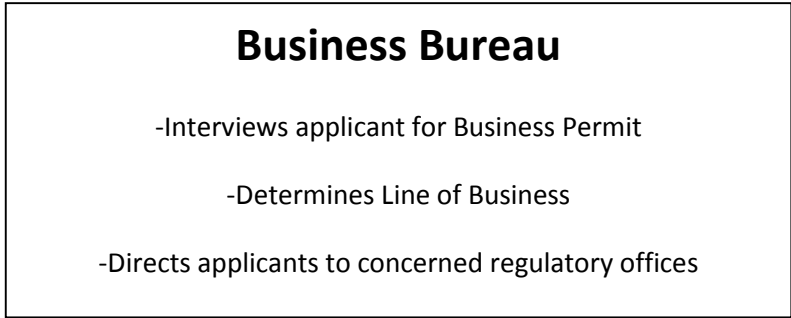 Business Bureau
-Interviews applicant for Business Permit
-Determines Line of Business
-Directs applicants to concerned regulatory offices